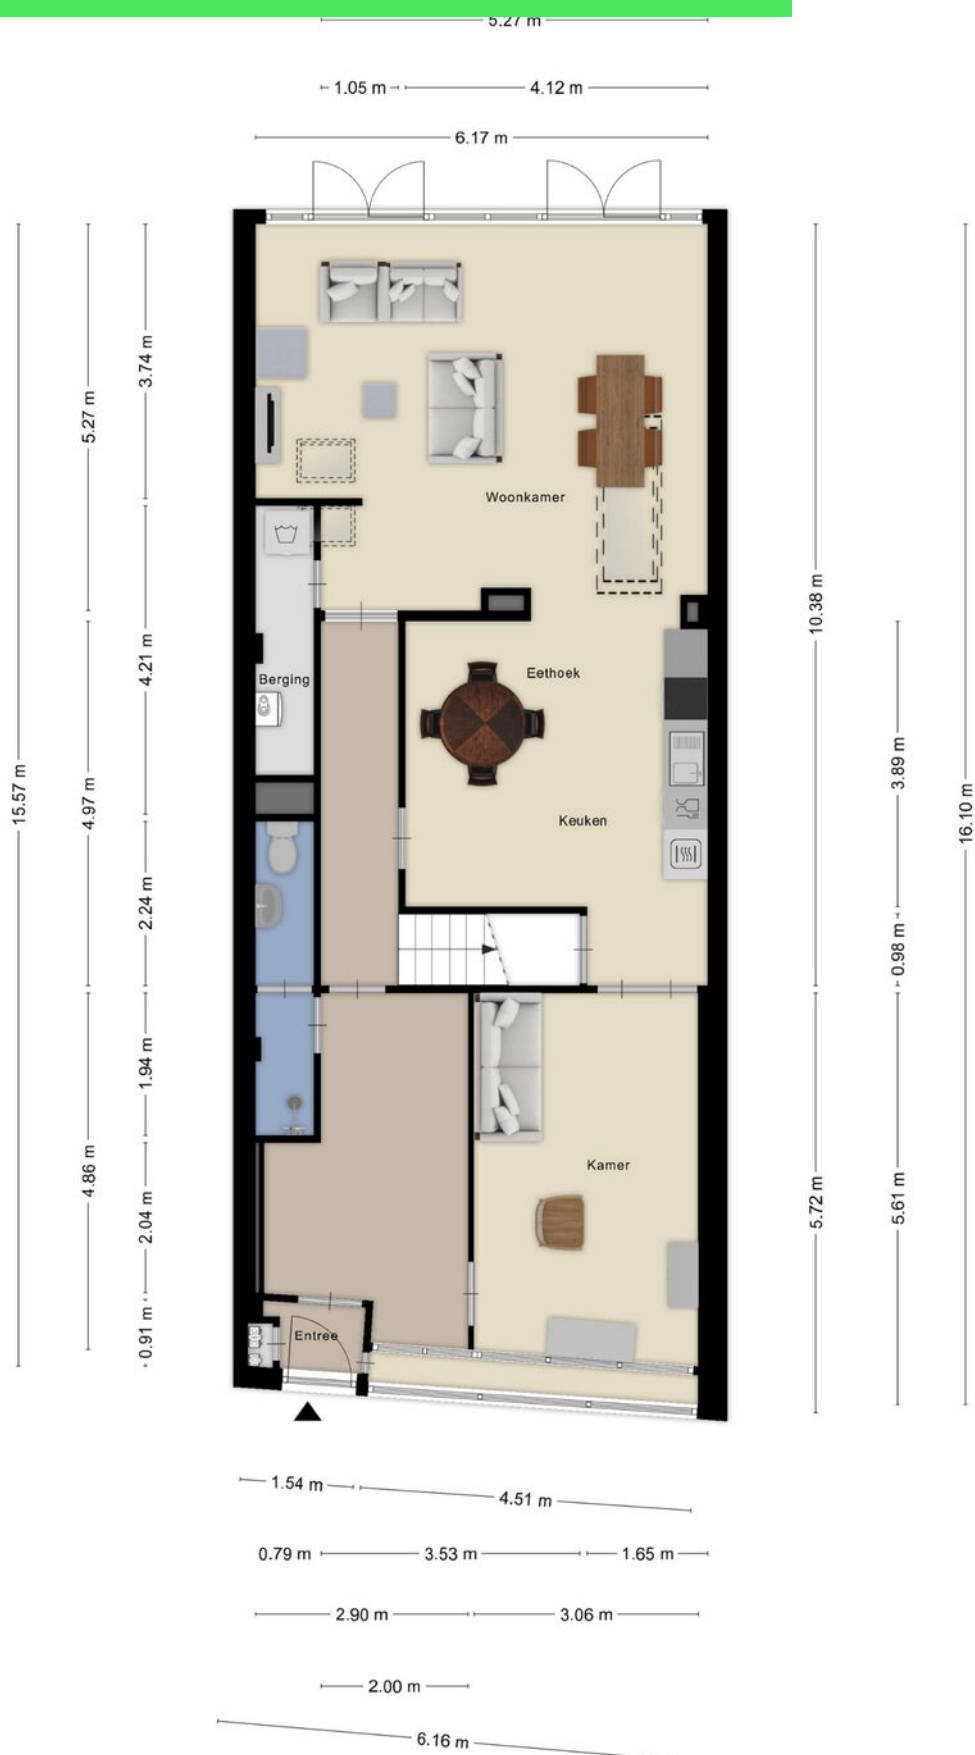 5.27 m
1.05 m
4.12 m
6.17 m
3.74 m
5.27 m
Woonkamer
10.38 m
4.21 m
Eethoek
Berging
3.89 m
15.57 m
4.97 m
16.10 m
Keuken
2.24 m
0.98 m
1.94 m
Kamer
4.86 m
5.72 m
5.61 m
2.04 m
0.91 m
Entree
1.54 m
4.51 m
0.79 m
3.53 m
1.65 m
2.90 m
3.06 m
2.00 m
6.16 m